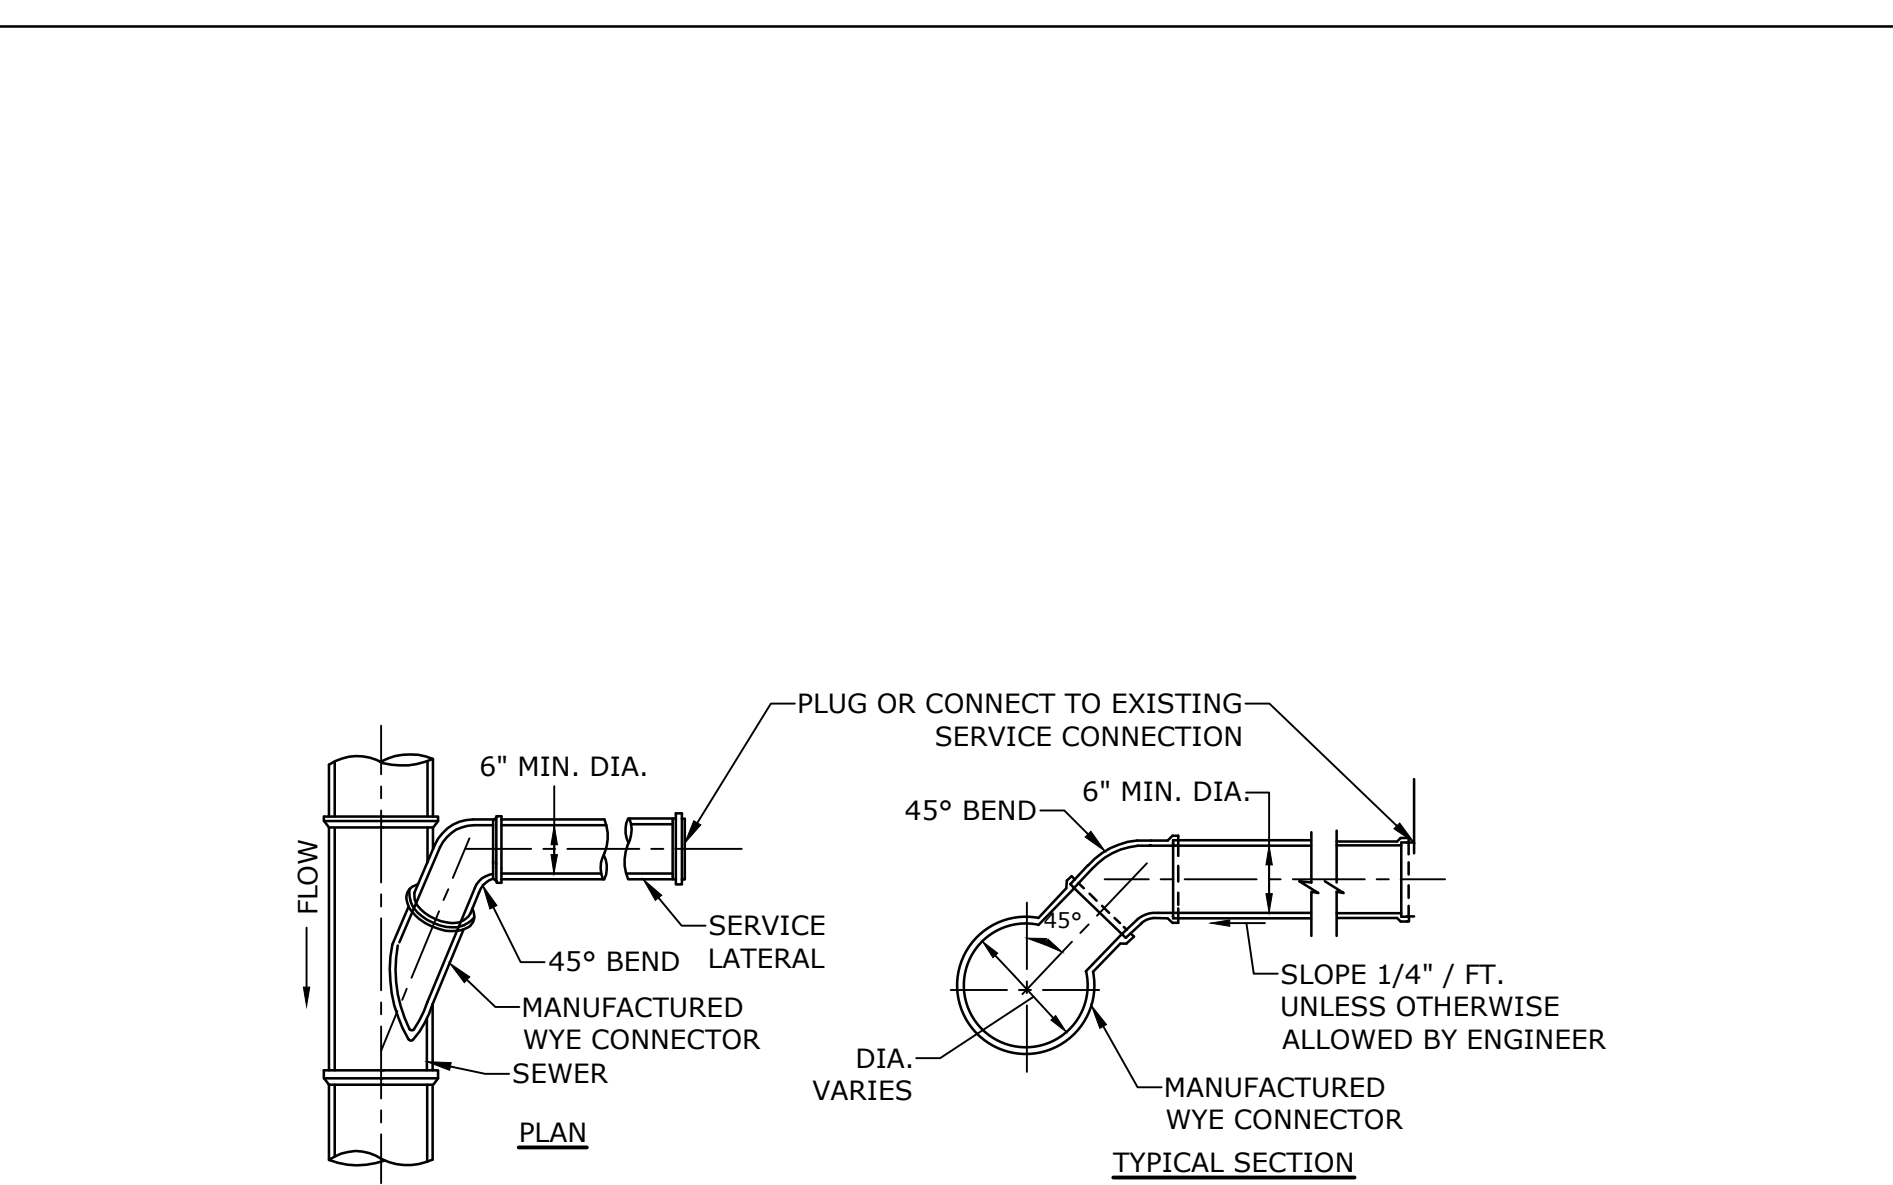 PLUG OR CONNECT TO EXISTING
SERVICE CONNECTION
6" MIN. DIA.
FLOW
SERVICE
LATERAL
45° BEND
MANUFACTURED
WYE CONNECTOR
SEWER
PLAN
6" MIN. DIA.
45° BEND
45°
SLOPE 1/4" / FT.
UNLESS OTHERWISE
ALLOWED BY ENGINEER
DIA.
VARIES
MANUFACTURED
WYE CONNECTOR
TYPICAL SECTION